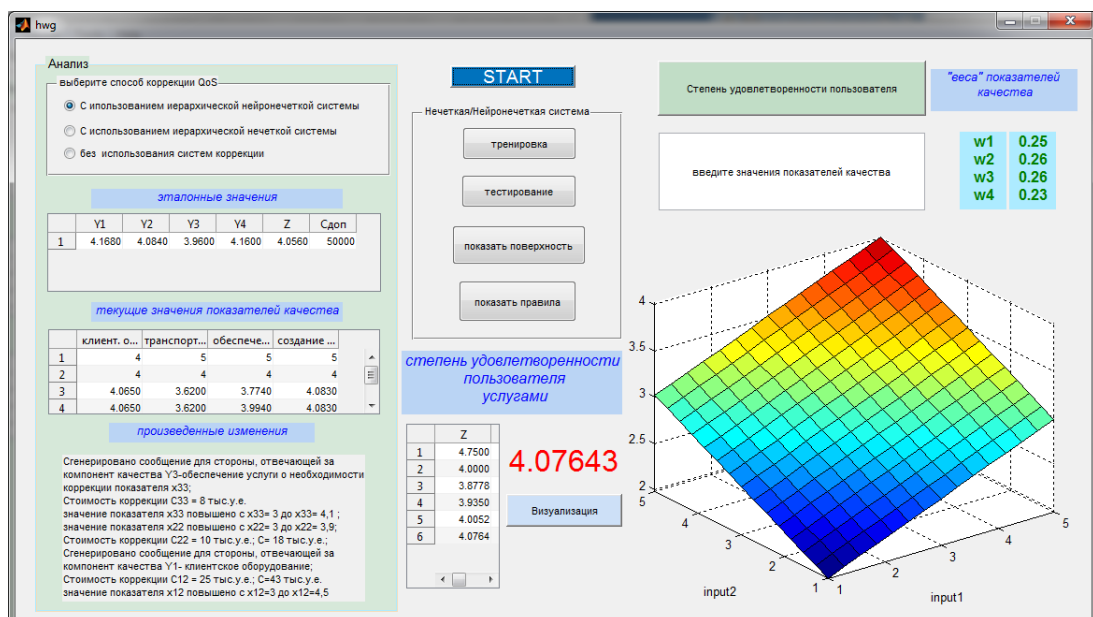 hwg
Анализ
выберите способ коррекции QoS
С ипользованием иерархической нейронечеткой системы
С использованием иерархической нечеткой системы
без использования систем коррекции
эталонные значения
Y1 Y2 Y3 Y4 Z Сдоп
1 4.1680 4.0840 3.9600 4.1600 4.0560 50000
текущие значения показателей качества
клиент. о... транспорт... обеспече... создание ...
1 4 5 5 5
2 4 4 4 4
3 4.0650 3.6200 3.7740 4.0830
4 4.0650 3.6200 3.9940 4.0830
произведенные изменения
Сгенерировано сообщение для стороны, отвечающей за
компонент качества Y3-обеспечение услуги о необходимости
коррекции показателя x33;
Стоимость коррекции C33 = 8 тыс.у.е.
значение показателя x33 повышено с x33= 3 до x33= 4,1 ;
значение показателя x22 повышено с x22= 3 до x22= 3,9;
Стоимость коррекции C22 = 10 тыс.у.е.; C= 18 тыс.у.е.;
Сгенерировано сообщение для стороны, отвечающей за
компонент качества Y1- клиентское оборудование;
Стоимость коррекции C12 = 25 тыс.у.е.; C=43 тыс.у.е.
значение показателя x12 повышено с x12=3 до x12=4,5
START
Нечеткая/Нейронечеткая система
тренировка
тестирование
показать поверхность
показать правила
степень удовлетворенности
пользователя
услугами
Z
1 4.7500
2 4.0000
3 3.8778
4 3.9350
5 4.0052
6 4.0764
4.07643
Визуализация
Степень удовлетворенности пользователя
"веса" показателей
качества
введите значения показателей качества
w1 0.25
w2 0.26
w3 0.26
w4 0.23
4
3.5
3
2.5
2
5
4
3
2
1
1
2
3
4
5
input2
input1